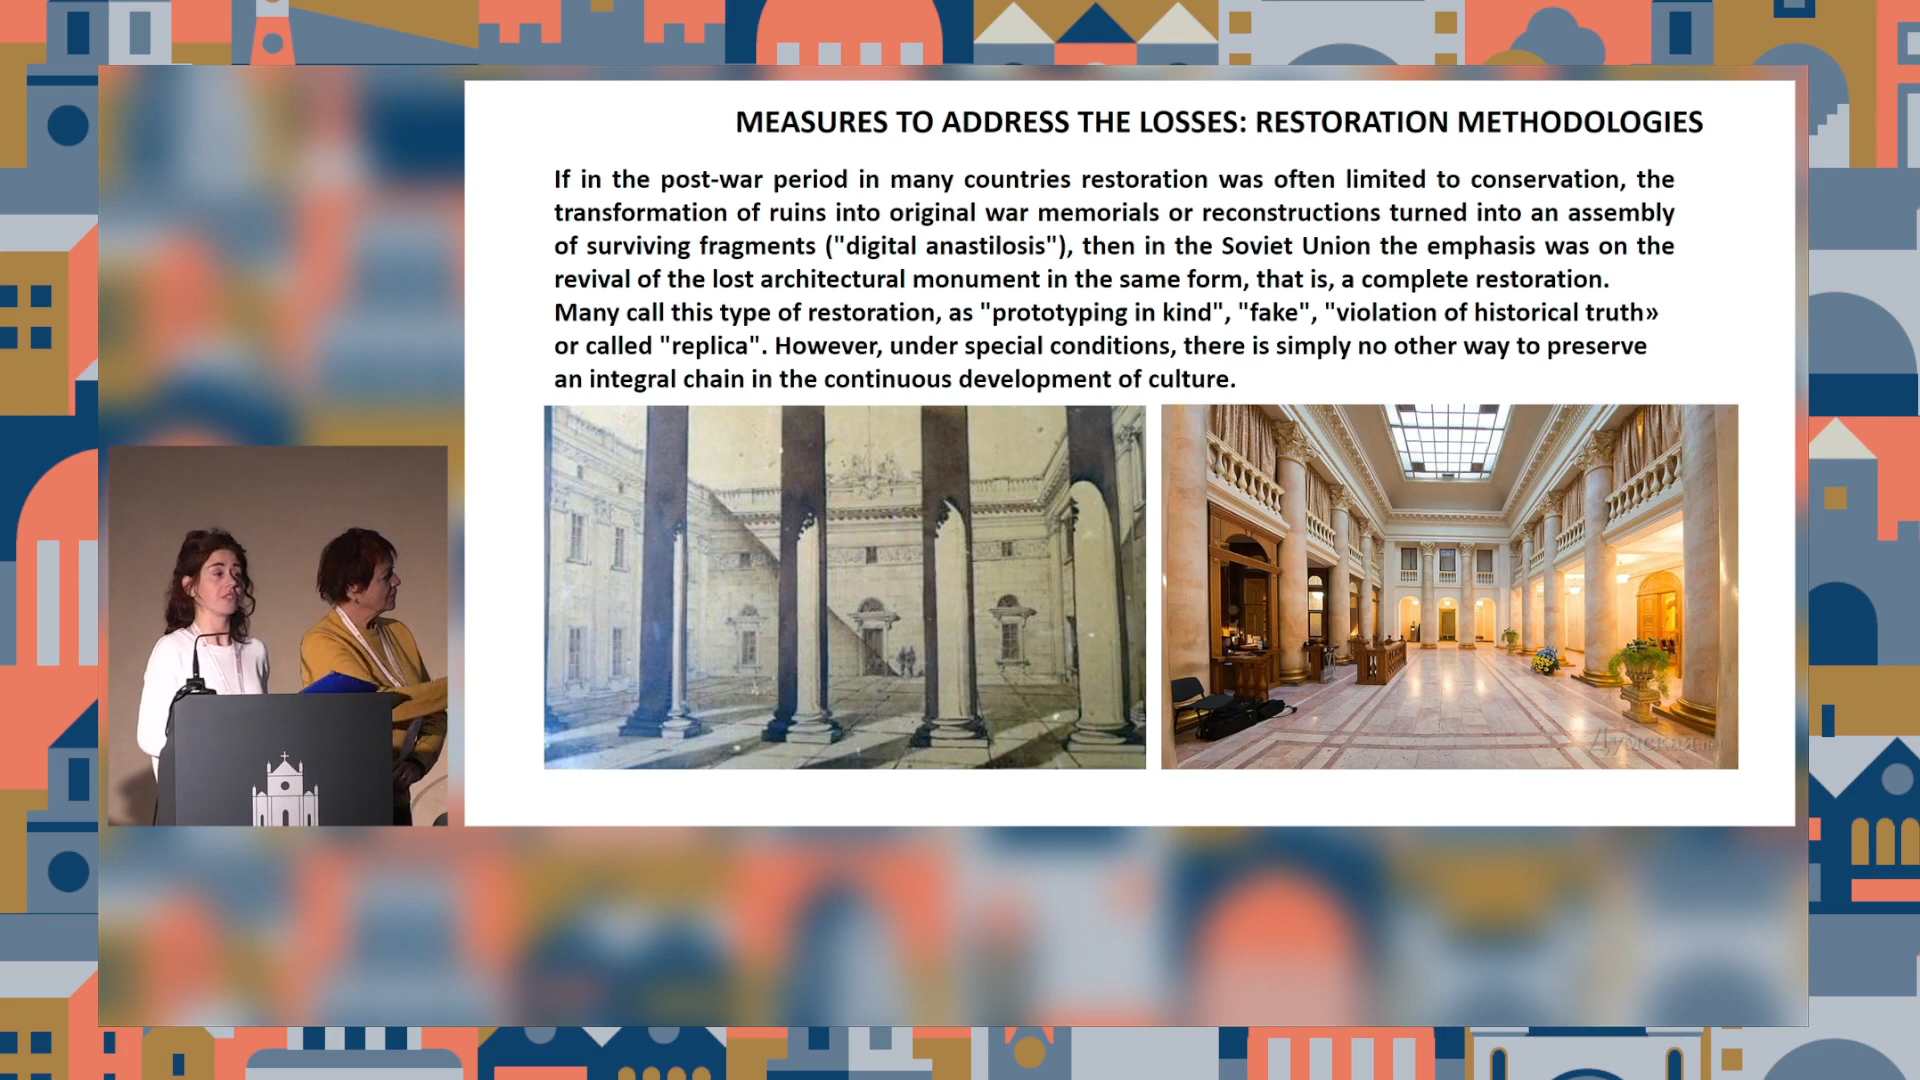 MEASURES TO ADDRESS THE LOSSES: RESTORATION METHODOLOGIES
If in the post-war period in many countries restoration was often limited to conservation, the
transformation of ruins into original war memorials or reconstructions turned into an assembly
of surviving fragments ("digital anastilosis"), then in the Soviet Union the emphasis was on the
revival of the lost architectural monument in the same form, that is, a complete restoration.
Many call this type of restoration, as "prototyping in kind", "fake", "violation of historical truth»
or called "replica". However, under special conditions, there is simply no other way to preserve
an integral chain in the continuous development of culture.
Думская.net